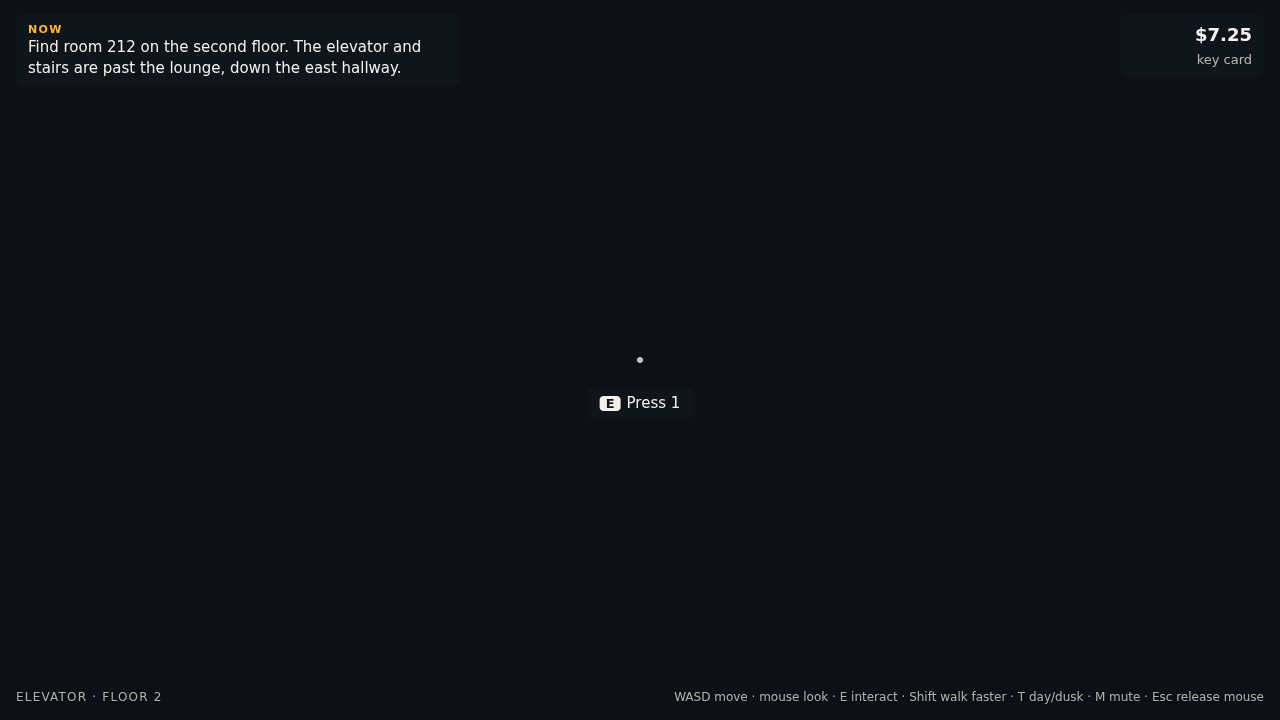 NOW
Find room 212 on the second floor. The elevator and
stairs are past the lounge, down the east hallway.
$7.25
key card
E Press 1
ELEVATOR · FLOOR 2
WASD move · mouse look · E interact · Shift walk faster · T day/dusk · M mute · Esc release mouse